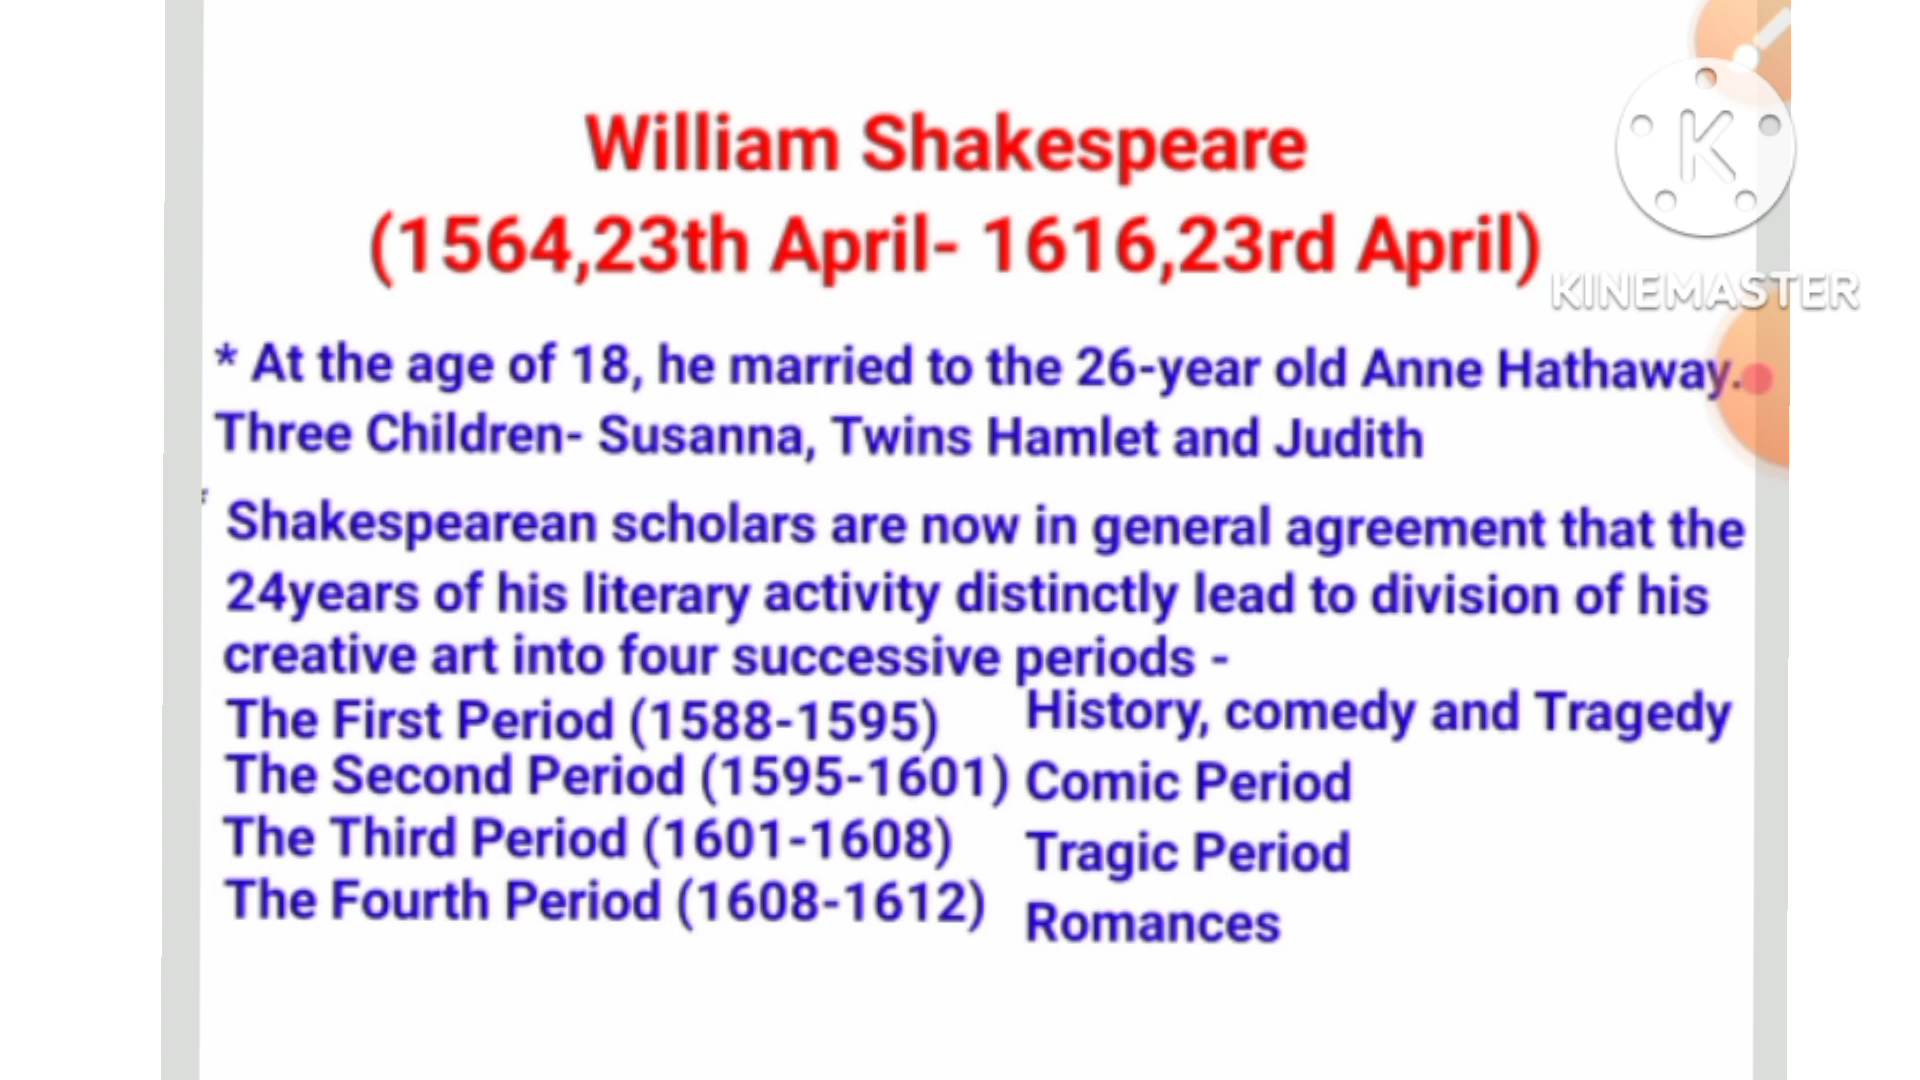 William Shakespeare
(1564,23th April- 1616,23rd April)
K
KINEMASTER
* At the age of 18, he married to the 26-year old Anne Hathaway.
Three Children- Susanna, Twins Hamlet and Judith
* Shakespearean scholars are now in general agreement that the
24years of his literary activity distinctly lead to division of his
creative art into four successive periods -
The First Period (1588-1595) History, comedy and Tragedy
The Second Period (1595-1601) Comic Period
The Third Period (1601-1608) Tragic Period
The Fourth Period (1608-1612) Romances